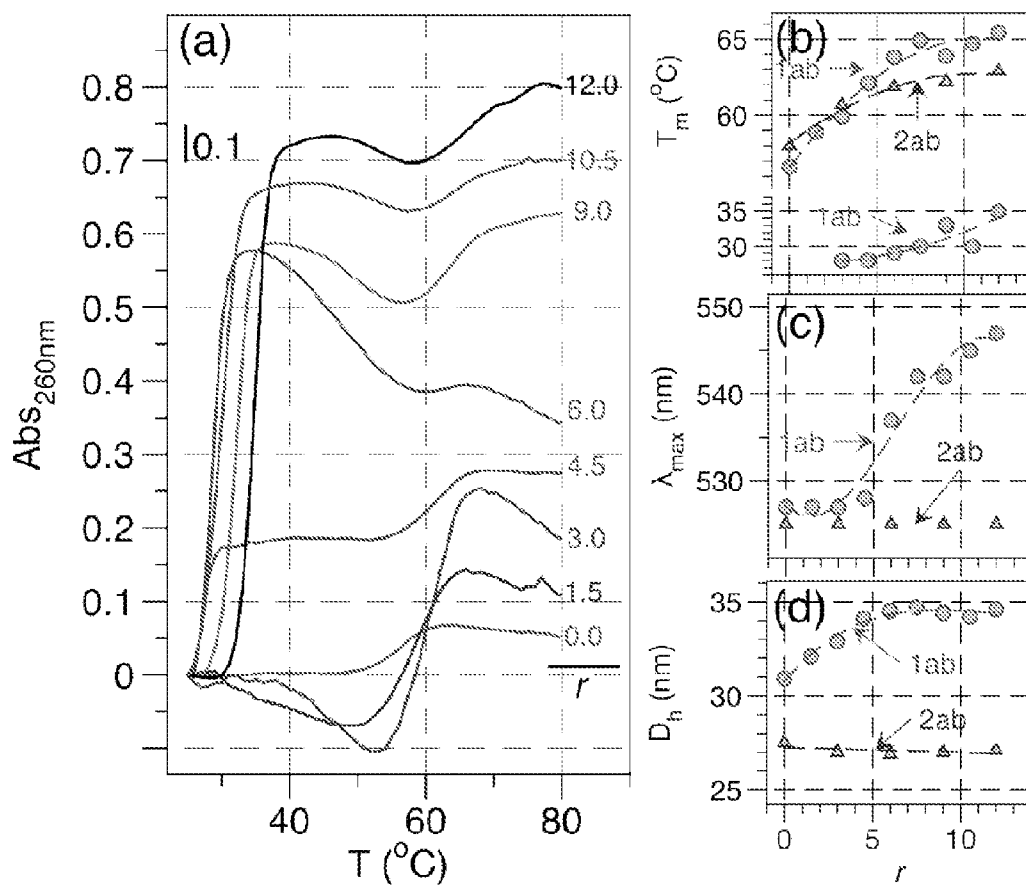 (a)
0.8
0.7
0.6
0.5
0.4
0.3
0.2
0.1
0
0.1
12.0
10.5
9.0
6.0
4.5
3.0
1.5
0.0
r
Abs260nm
40
60
80
T (°C)
(b)
65
60
35
30
Tm (°C)
1ab
2ab
1ab
(c)
550
540
530
λmax (nm)
1ab
2ab
(d)
35
30
25
Dh (nm)
1ab
2ab
0
5
10
r